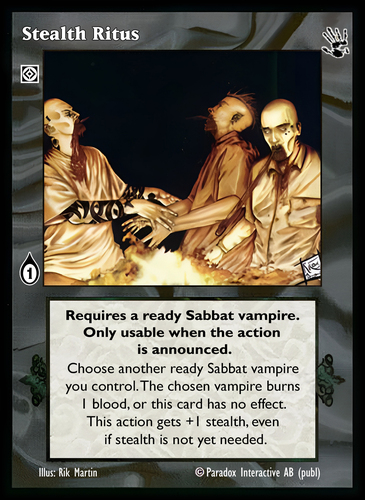 Stealth Ritus
1
Requires a ready Sabbat vampire.
Only usable when the action
is announced.
Choose another ready Sabbat vampire
you control. The chosen vampire burns
1 blood, or this card has no effect.
This action gets +1 stealth, even
if stealth is not yet needed.
Illus: Rik Martin © Paradox Interactive AB (publ)